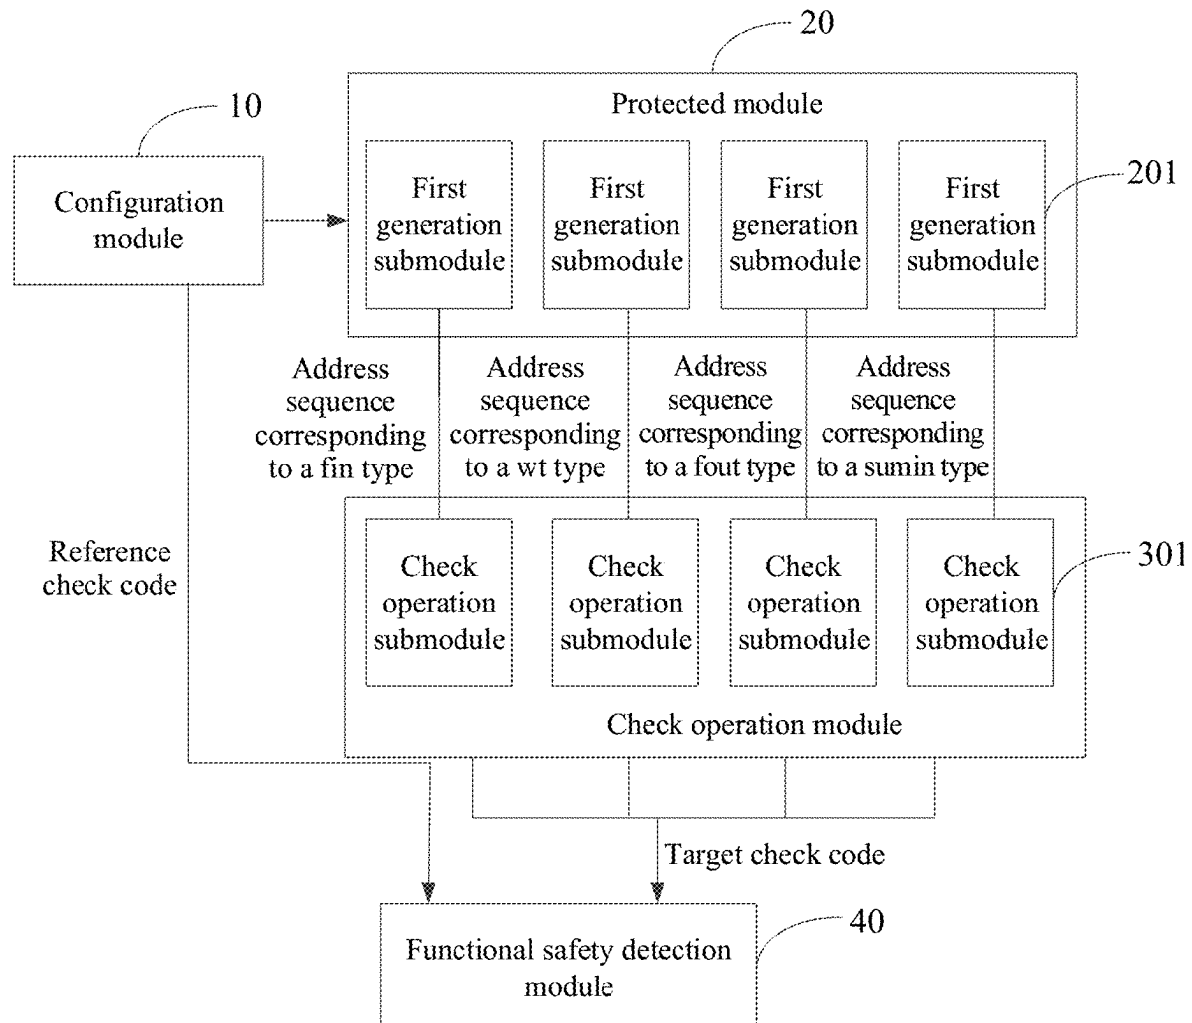 20
Protected module
10
Configuration
module
First
generation
submodule
First
generation
submodule
First
generation
submodule
First
generation
submodule
201
Address
sequence
corresponding
to a fin type
Address
sequence
corresponding
to a wt type
Address
sequence
corresponding
to a fout type
Address
sequence
corresponding
to a sumin type
Reference
check code
Check
operation
submodule
Check
operation
submodule
Check
operation
submodule
Check
operation
submodule
301
Check operation module
Target check code
40
Functional safety detection
module